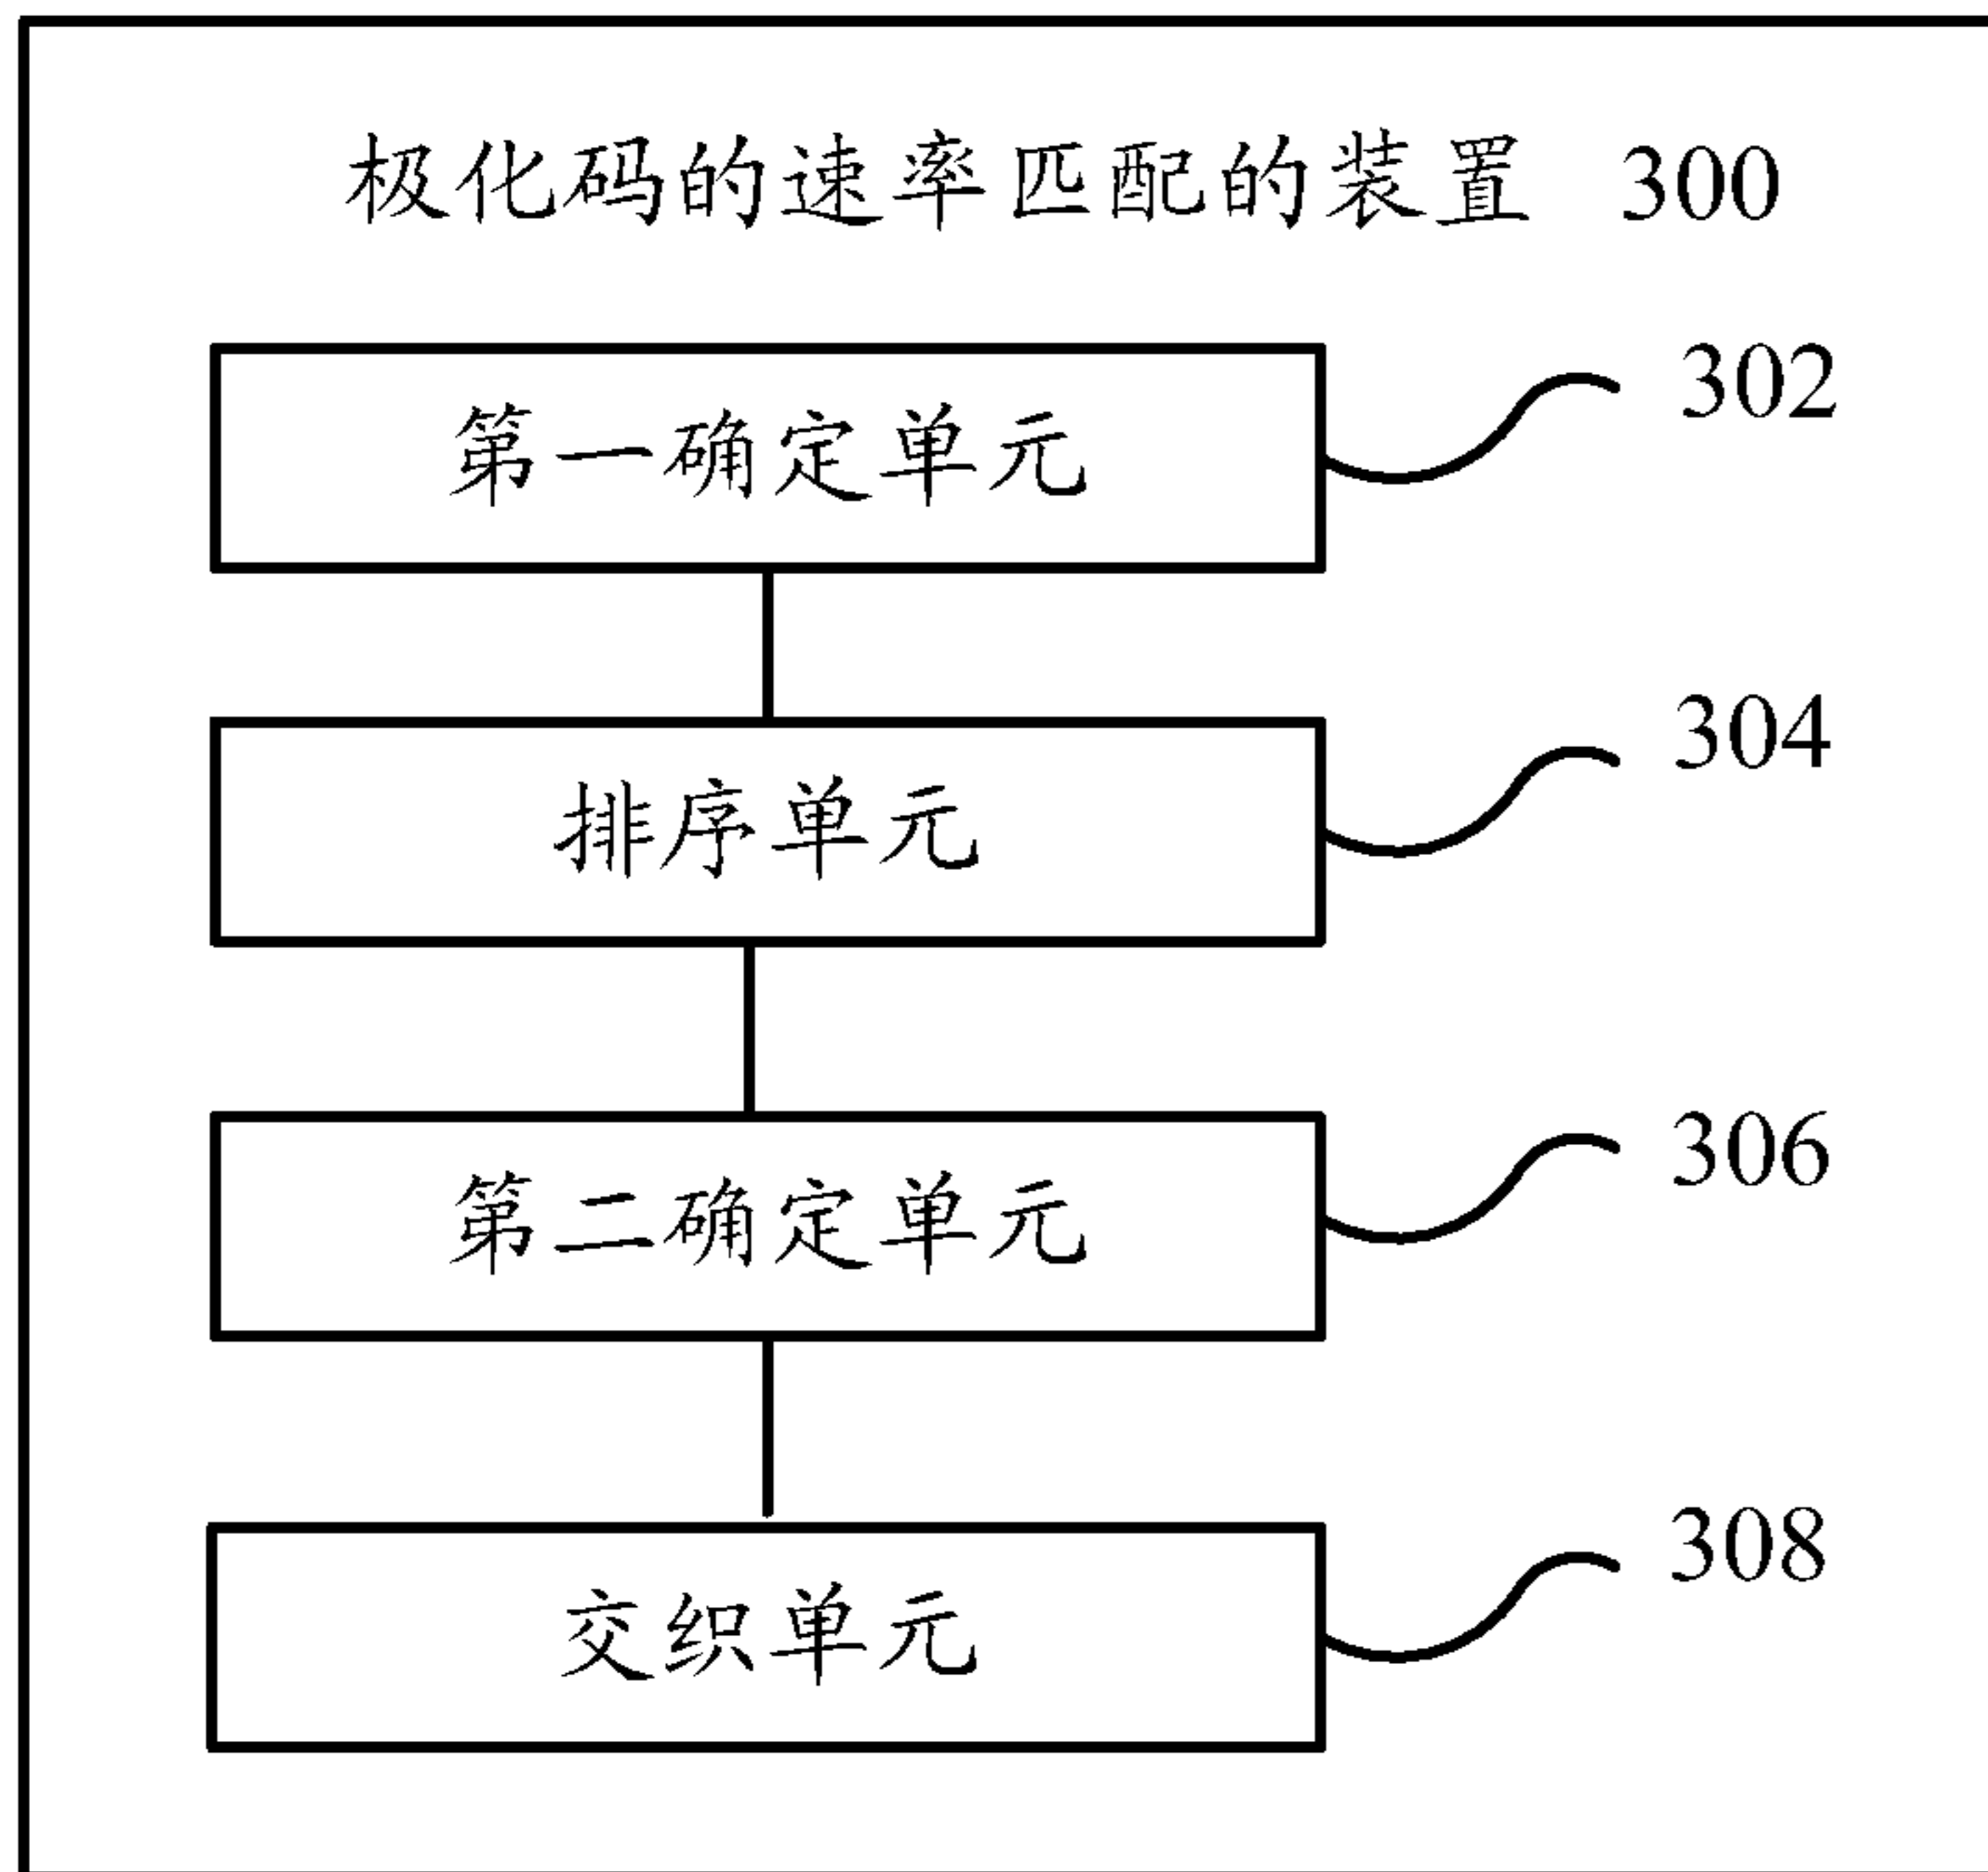 极化码的速率匹配的装置 300
第一确定单元 302
排序单元 304
第二确定单元 306
交织单元 308